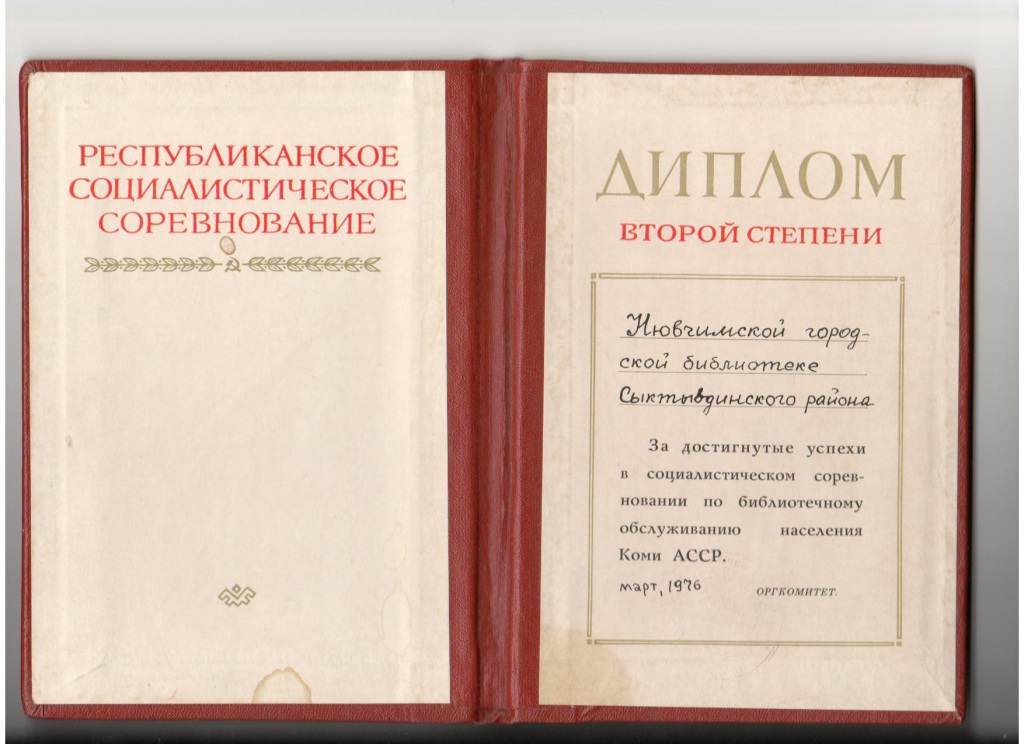 РЕСПУБЛИКАНСКОЕ
СОЦИАЛИСТИЧЕСКОЕ
СОРЕВНОВАНИЕ
ДИПЛОМ
ВТОРОЙ СТЕПЕНИ
Нювчимской город-
ской библиотеке
Сыктывдинского района
За достигнутые успехи
в социалистическом сорев-
новании по библиотечному
обслуживанию населения
Коми АССР.
март, 1976 ОРГКОМИТЕТ.